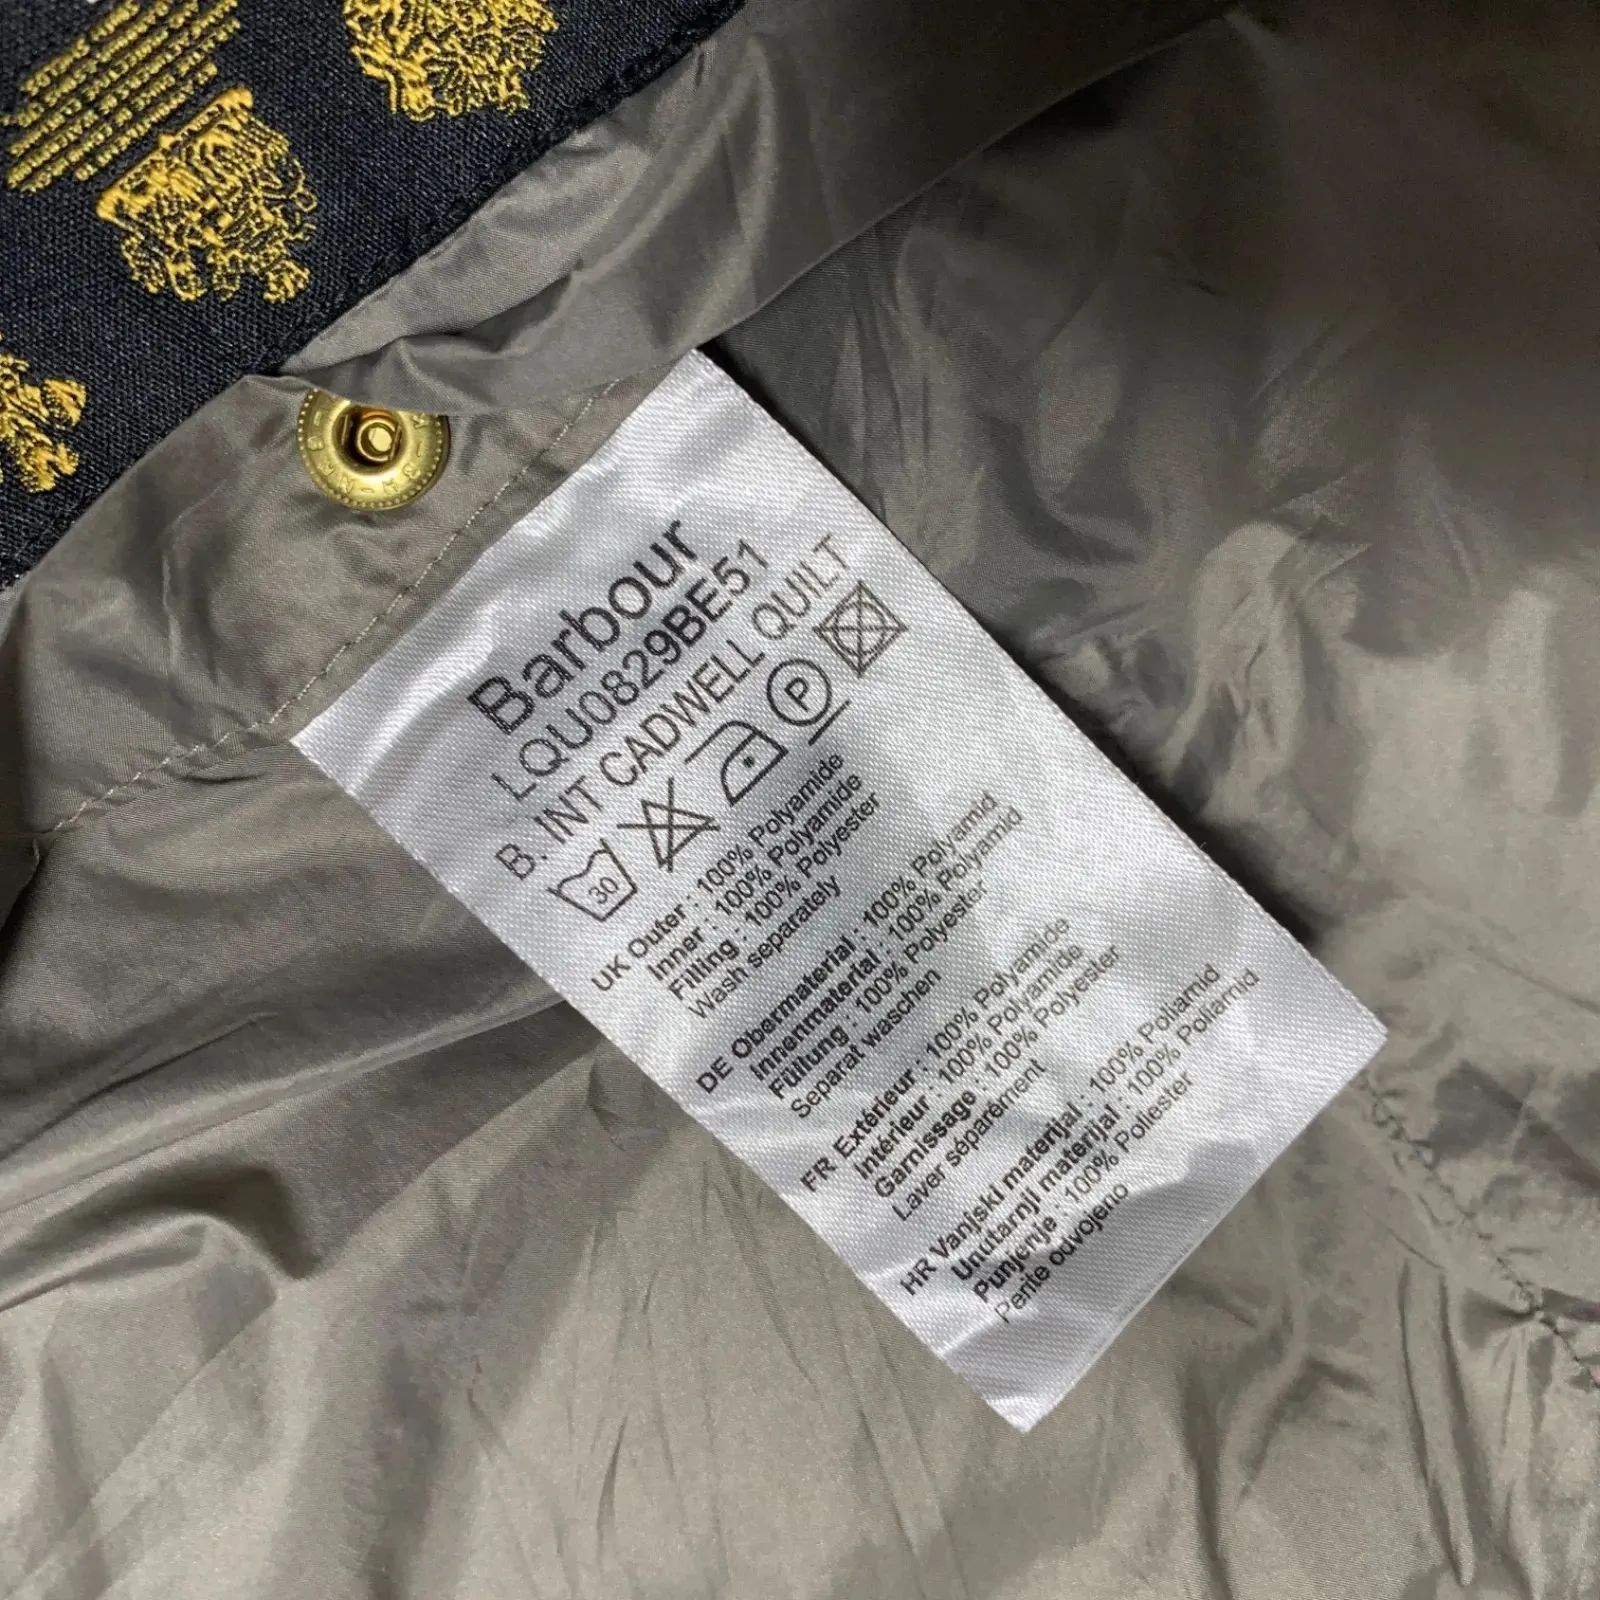 Barbour
LQU0829BE51
B. INT CADWELL QUILT
30
P
UK Outer : 100% Polyamide
Inner : 100% Polyamide
Filling : 100% Polyester
Wash separately
DE Obermaterial : 100% Polyamid
Innenmaterial : 100% Polyamid
Füllung : 100% Polyester
Separat waschen
FR Extérieur : 100% Polyamide
Intérieur : 100% Polyamide
Garnissage : 100% Polyester
Laver séparément
HR Vanjski materijal : 100% Poliamid
Unutarnji materijal : 100% Poliamid
Punjenje : 100% Poliester
Perite odvojeno